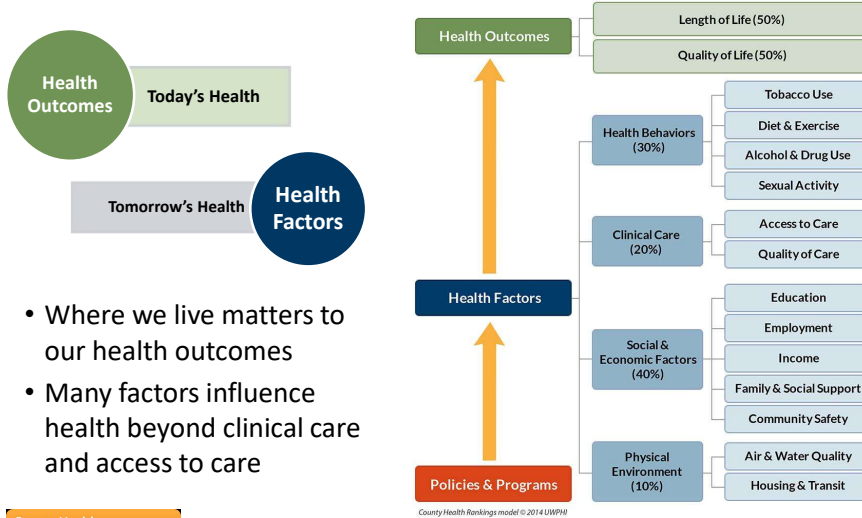 Health
Outcomes
Today's Health
Tomorrow's Health
Health
Factors
• Where we live matters to
our health outcomes
• Many factors influence
health beyond clinical care
and access to care
Health Outcomes
Length of Life (50%)
Quality of Life (50%)
Health Factors
Health Behaviors
(30%)
Tobacco Use
Diet & Exercise
Alcohol & Drug Use
Sexual Activity
Clinical Care
(20%)
Access to Care
Quality of Care
Social &
Economic Factors
(40%)
Education
Employment
Income
Family & Social Support
Community Safety
Physical
Environment
(10%)
Air & Water Quality
Housing & Transit
Policies & Programs
County Health Rankings model © 2014 UWPHI